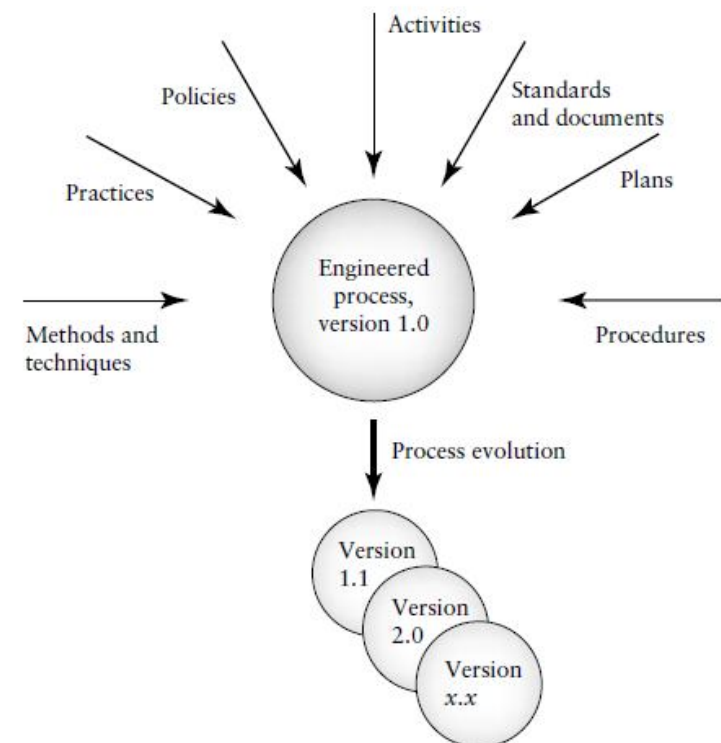 Activities
Policies
Standards
and documents
Practices
Plans
Engineered
process,
version 1.0
Methods and
techniques
Procedures
Process evolution
Version
1.1
Version
2.0
Version
x.x